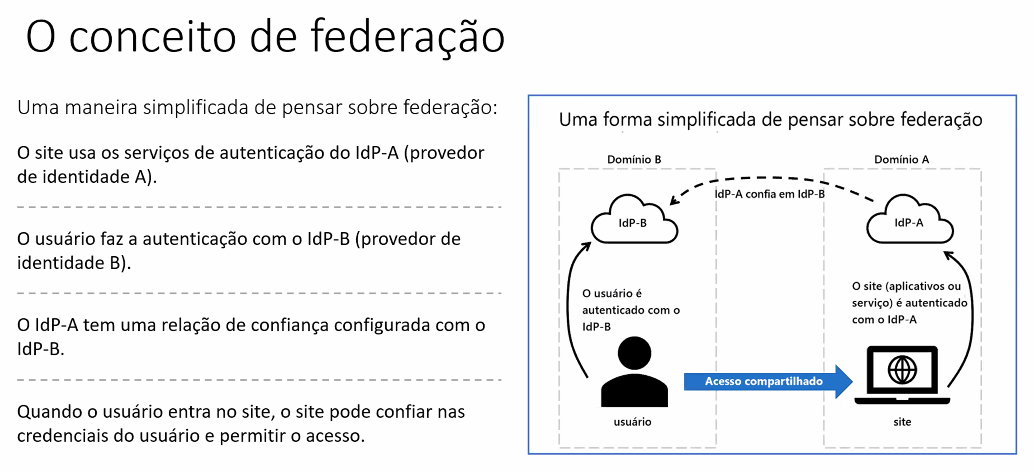 O conceito de federação
Uma maneira simplificada de pensar sobre federação:
O site usa os serviços de autenticação do IdP-A (provedor
de identidade A).
O usuário faz a autenticação com o IdP-B (provedor de
identidade B).
O IdP-A tem uma relação de confiança configurada com o
IdP-B.
Quando o usuário entra no site, o site pode confiar nas
credenciais do usuário e permitir o acesso.
Uma forma simplificada de pensar sobre federação
Domínio B
Domínio A
IdP-A confia em IdP-B
IdP-B
IdP-A
O usuário é
autenticado com o
IdP-B
O site (aplicativos ou
serviço) é autenticado
com o IdP-A
Acesso compartilhado
usuário
site